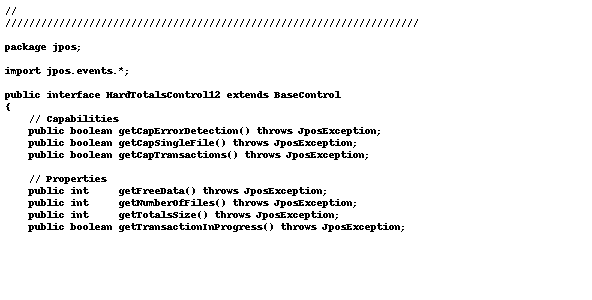 //
//////////////////////////////////////////////////////////////////////

package jpos;

import jpos.events.*;

public interface HardTotalsControl12 extends BaseControl
{
    // Capabilities
    public boolean getCapErrorDetection() throws JposException;
    public boolean getCapSingleFile() throws JposException;
    public boolean getCapTransactions() throws JposException;

    // Properties
    public int     getFreeData() throws JposException;
    public int     getNumberOfFiles() throws JposException;
    public int     getTotalsSize() throws JposException;
    public boolean getTransactionInProgress() throws JposException;